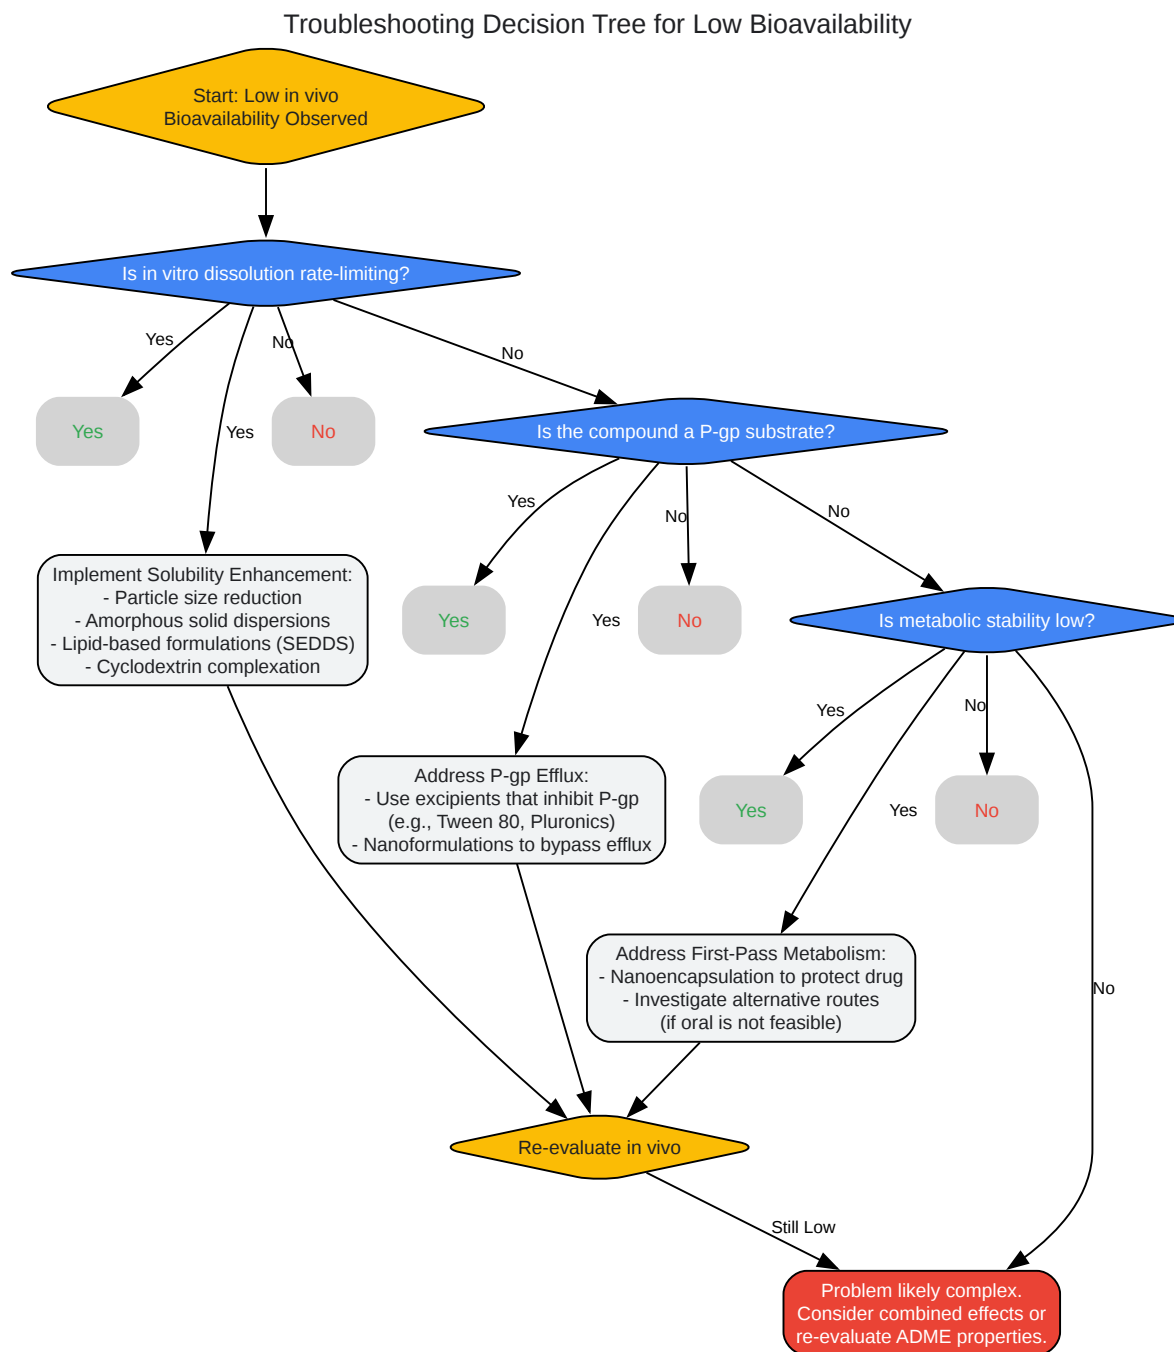 Troubleshooting Decision Tree for Low Bioavailability
Start: Low in vivo
Bioavailability Observed
Is in vitro dissolution rate-limiting?
Yes
No
No
Yes
Yes
No
Is the compound a P-gp substrate?
Yes
No
No
Implement Solubility Enhancement:
- Particle size reduction
- Amorphous solid dispersions
- Lipid-based formulations (SEDDS)
- Cyclodextrin complexation
Yes
Yes
No
Is metabolic stability low?
Yes
No
Address P-gp Efflux:
- Use excipients that inhibit P-gp
(e.g., Tween 80, Pluronics)
- Nanoformulations to bypass efflux
Yes
Yes
No
Address First-Pass Metabolism:
- Nanoencapsulation to protect drug
- Investigate alternative routes
(if oral is not feasible)
No
Re-evaluate in vivo
Still Low
Problem likely complex.
Consider combined effects or
re-evaluate ADME properties.